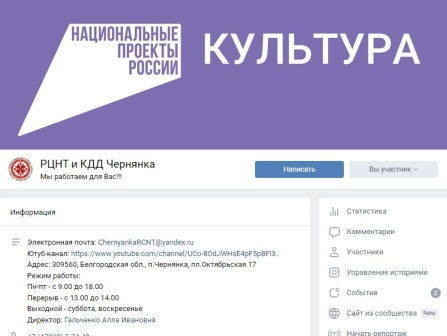 НАЦИОНАЛЬНЫЕ
ПРОЕКТЫ
РОССИИ
КУЛЬТУРА
РЦНТ и КДД Чернянка
Мы работаем для Вас!!!
Написать
Вы участник
Информация
Электронная почта: ChernyankaRCNT@yandex.ru
Ютуб-канал: https://www.youtube.com/channel/UCo-8OdJWHsE4pF5pBFl3..
Адрес: 309560, Белгородская обл., п.Чернянка, пл.Октябрьская 17
Режим работы:
Пн-пт - с 9.00 до 18.00
Перерыв - с 13.00 до 14.00
Выходной - суббота, воскресенье
Директор: Гальченко Алла Ивановна
Статистика
Комментарии
Участники
Управление историями
События 2
Сайт из сообщества New
Начать репортаж